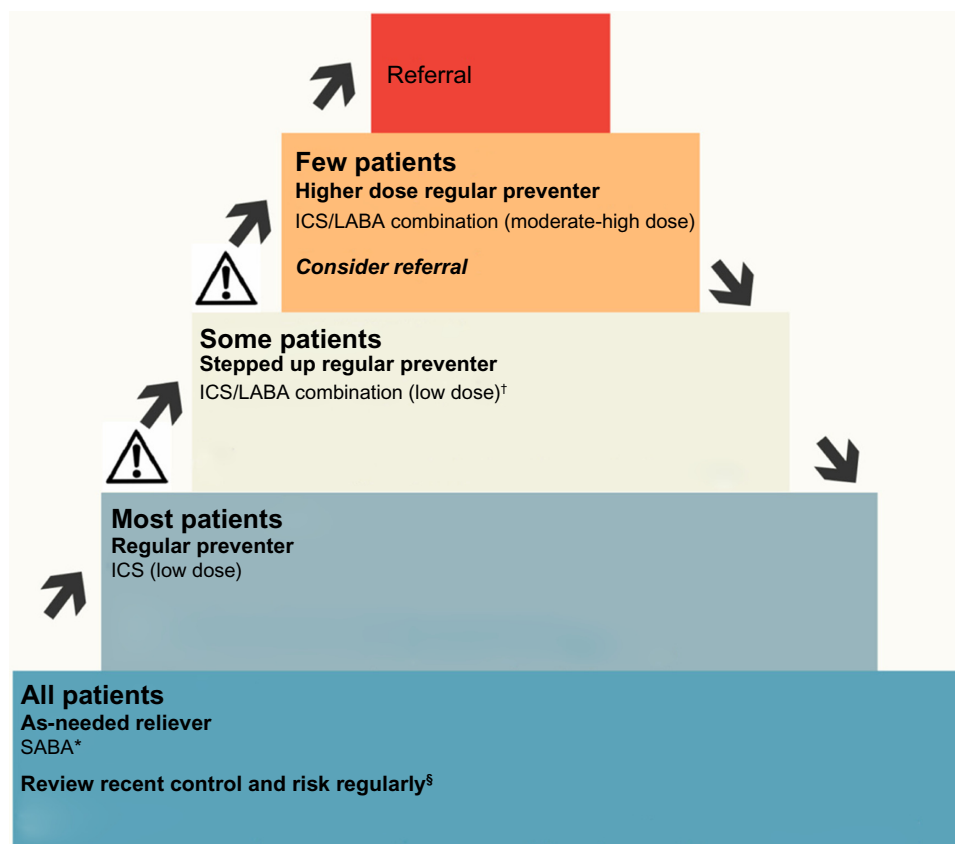 Referral
Few patients
Higher dose regular preventer
ICS/LABA combination (moderate-high dose)
Consider referral
Some patients
Stepped up regular preventer
ICS/LABA combination (low dose)†
Most patients
Regular preventer
ICS (low dose)
All patients
As-needed reliever
SABA*
Review recent control and risk regularly§